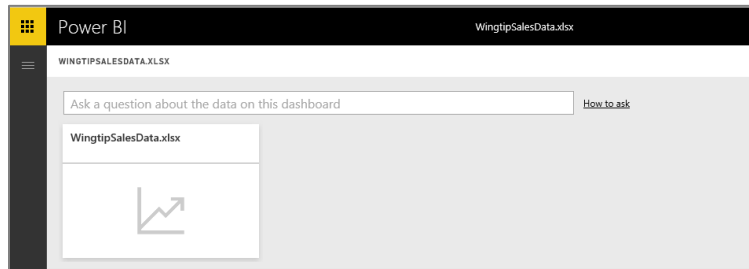 Power BI
WingtipSalesData.xlsx
WINGTIPSALESDATA.XLSX
Ask a question about the data on this dashboard
How to ask
WingtipSalesData.xlsx